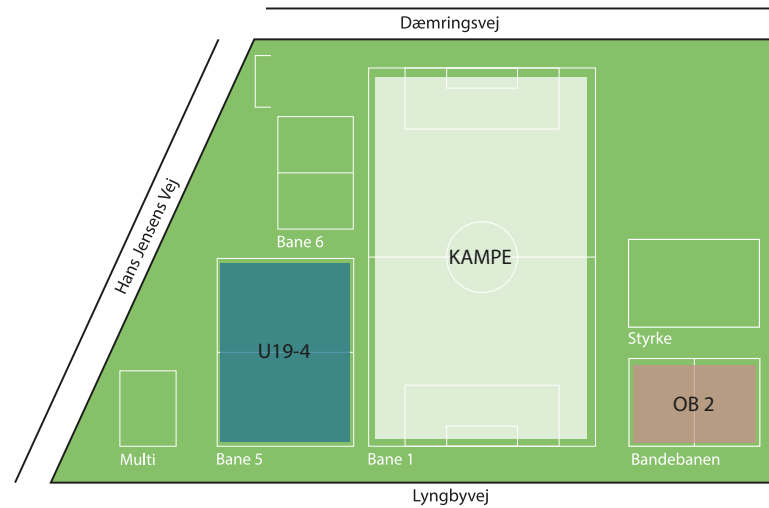 Dæmringsvej
Hans Jensens Vej
Bane 6
KAMPE
U19-4
Styrke
OB 2
Multi
Bane 5
Bane 1
Bandebanen
Lyngbyvej